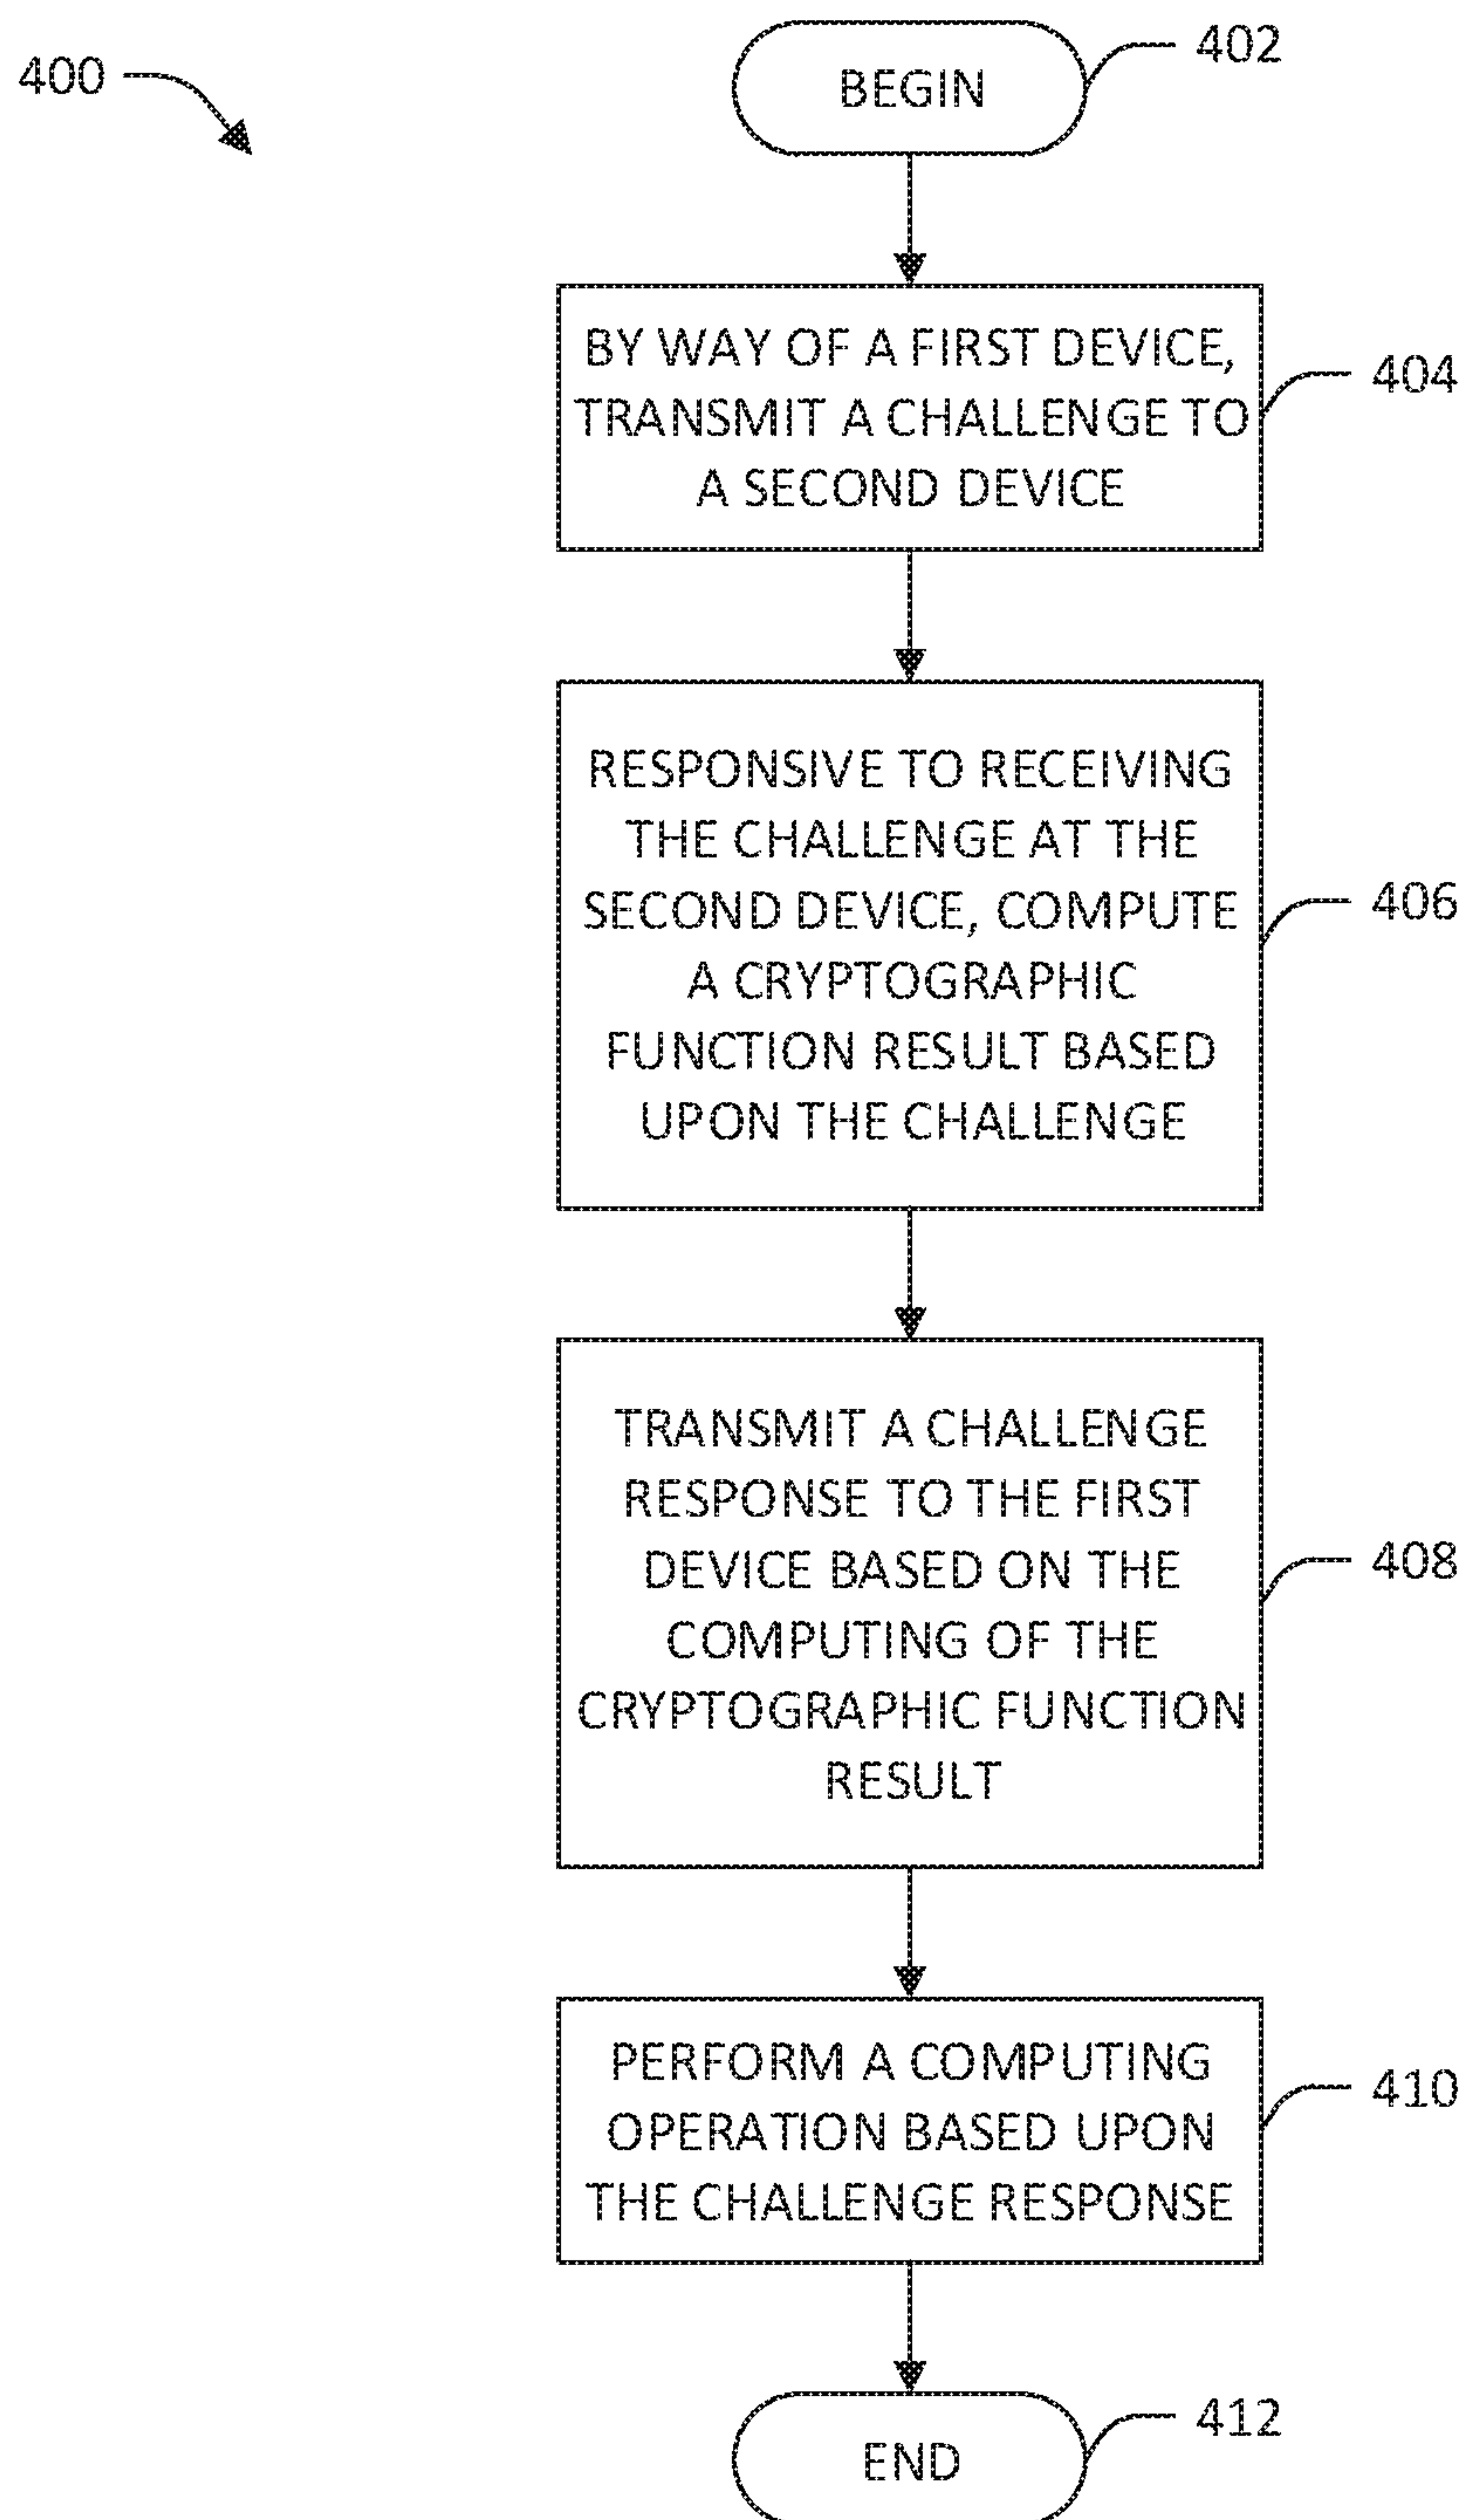 400
BEGIN
402
BY WAY OF A FIRST DEVICE,
TRANSMIT A CHALLENGE TO
A SECOND DEVICE
404
RESPONSIVE TO RECEIVING
THE CHALLENGE AT THE
SECOND DEVICE, COMPUTE
A CRYPTOGRAPHIC
FUNCTION RESULT BASED
UPON THE CHALLENGE
406
TRANSMIT A CHALLENGE
RESPONSE TO THE FIRST
DEVICE BASED ON THE
COMPUTING OF THE
CRYPTOGRAPHIC FUNCTION
RESULT
408
PERFORM A COMPUTING
OPERATION BASED UPON
THE CHALLENGE RESPONSE
410
END
412